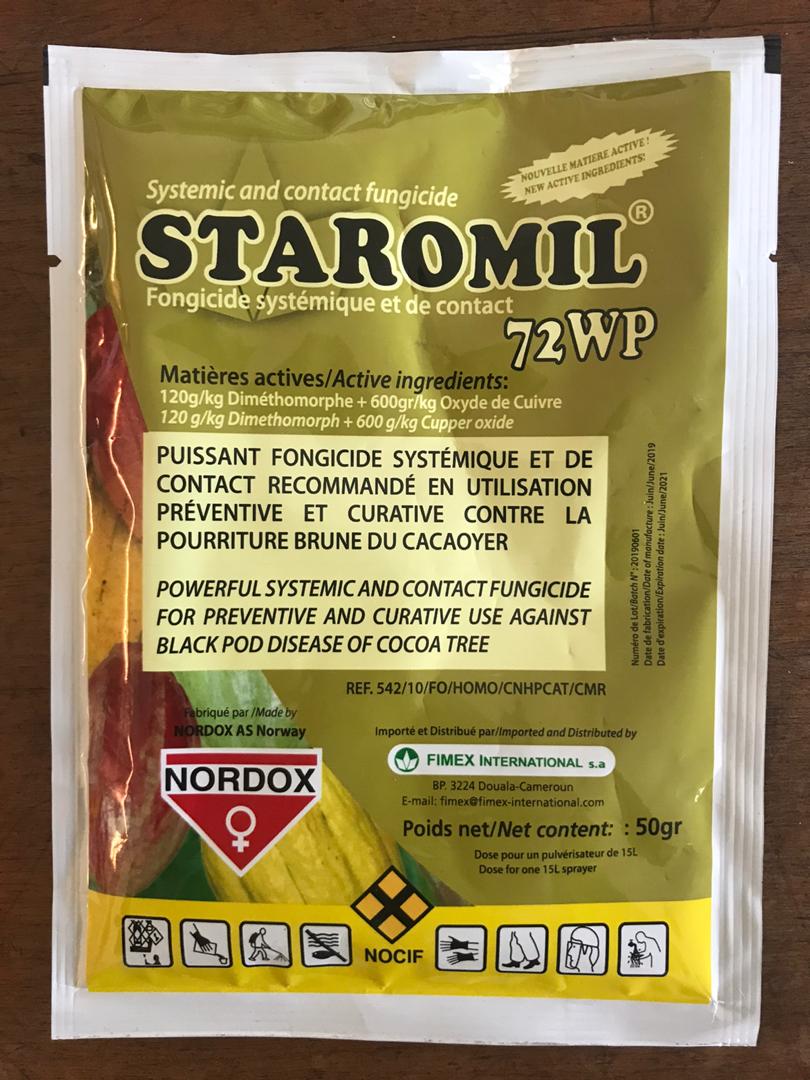 NOUVELLE MATIERE ACTIVE !
NEW ACTIVE INGREDIENTS!
Systemic and contact fungicide
STAROMIL®
Fongicide systémique et de contact
72WP
Matières actives/Active ingredients:
120g/kg Diméthomorphe + 600gr/kg Oxyde de Cuivre
120 g/kg Dimethomorph + 600 g/kg Cupper oxide
PUISSANT FONGICIDE SYSTÉMIQUE ET DE
CONTACT RECOMMANDÉ EN UTILISATION
PRÉVENTIVE ET CURATIVE CONTRE LA
POURRITURE BRUNE DU CACAOYER
POWERFUL SYSTEMIC AND CONTACT FUNGICIDE
FOR PREVENTIVE AND CURATIVE USE AGAINST
BLACK POD DISEASE OF COCOA TREE
Numéro de Lot/Batch N°: 20190601
Date de fabrication/Date of manufacture : Juin/June/2019
Date d'expiration/Expiration date : Juin/June/2021
REF. 542/10/FO/HOMO/CNHPCAT/CMR
Fabriqué par /Made by
NORDOX AS Norway
NORDOX
Importé et Distribué par/Imported and Distributed by
FIMEX INTERNATIONAL s.a
BP. 3224 Douala-Cameroun
E-mail: fimex@fimex-international.com
Poids net/Net content: : 50gr
Dose pour un pulvérisateur de 15L
Dose for one 15L sprayer
NOCIF